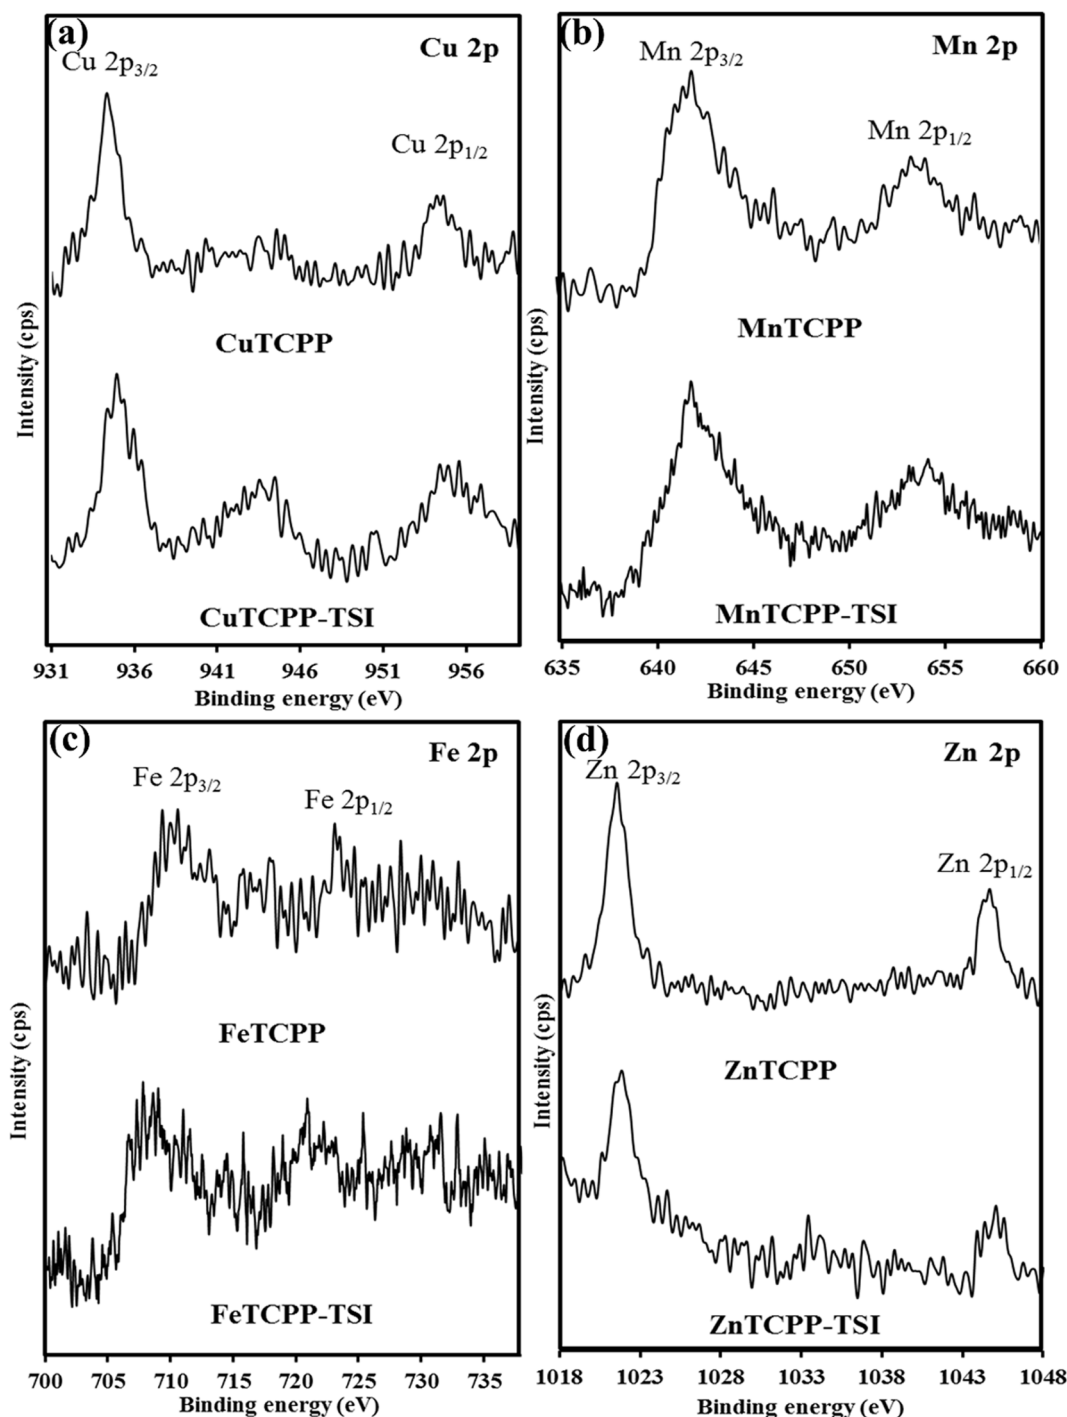 (a)
Cu 2p
Cu 2p3/2
Cu 2p1/2
CuTCPP
CuTCPP-TSI
Intensity (cps)
931 936 941 946 951 956
Binding energy (eV)
(b)
Mn 2p
Mn 2p3/2
Mn 2p1/2
MnTCPP
MnTCPP-TSI
Intensity (cps)
635 640 645 650 655 660
Binding energy (eV)
(c)
Fe 2p
Fe 2p3/2
Fe 2p1/2
FeTCPP
FeTCPP-TSI
Intensity (cps)
700 705 710 715 720 725 730 735
Binding energy (eV)
(d)
Zn 2p
Zn 2p3/2
Zn 2p1/2
ZnTCPP
ZnTCPP-TSI
Intensity (cps)
1018 1023 1028 1033 1038 1043 1048
Binding energy (eV)